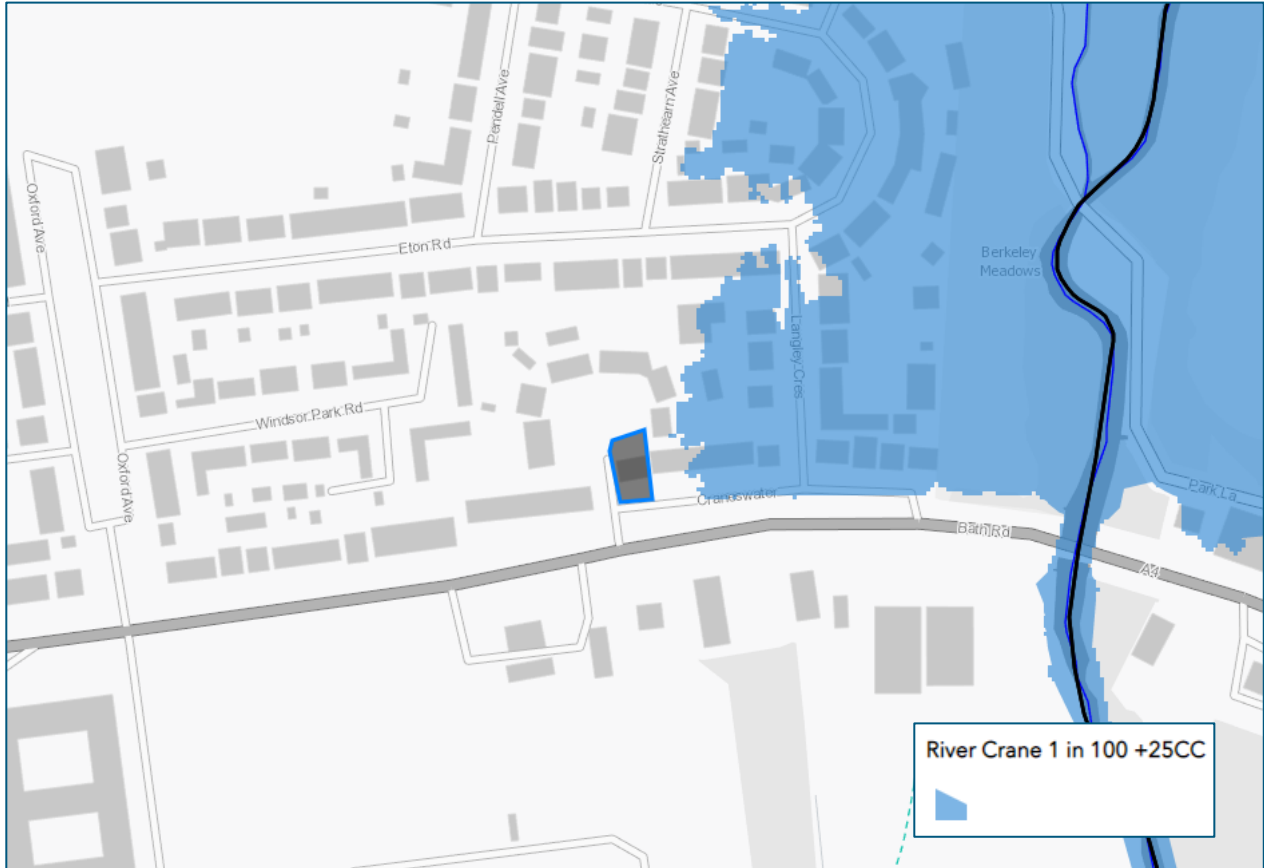 Pendell Ave
Strathearn Ave
Oxford Ave
Eton Rd
Berkeley
Meadows
Langley Cres
Windsor Park Rd
Oxford Ave
Craneswater
Park La
Bath Rd
A4
River Crane 1 in 100 +25CC